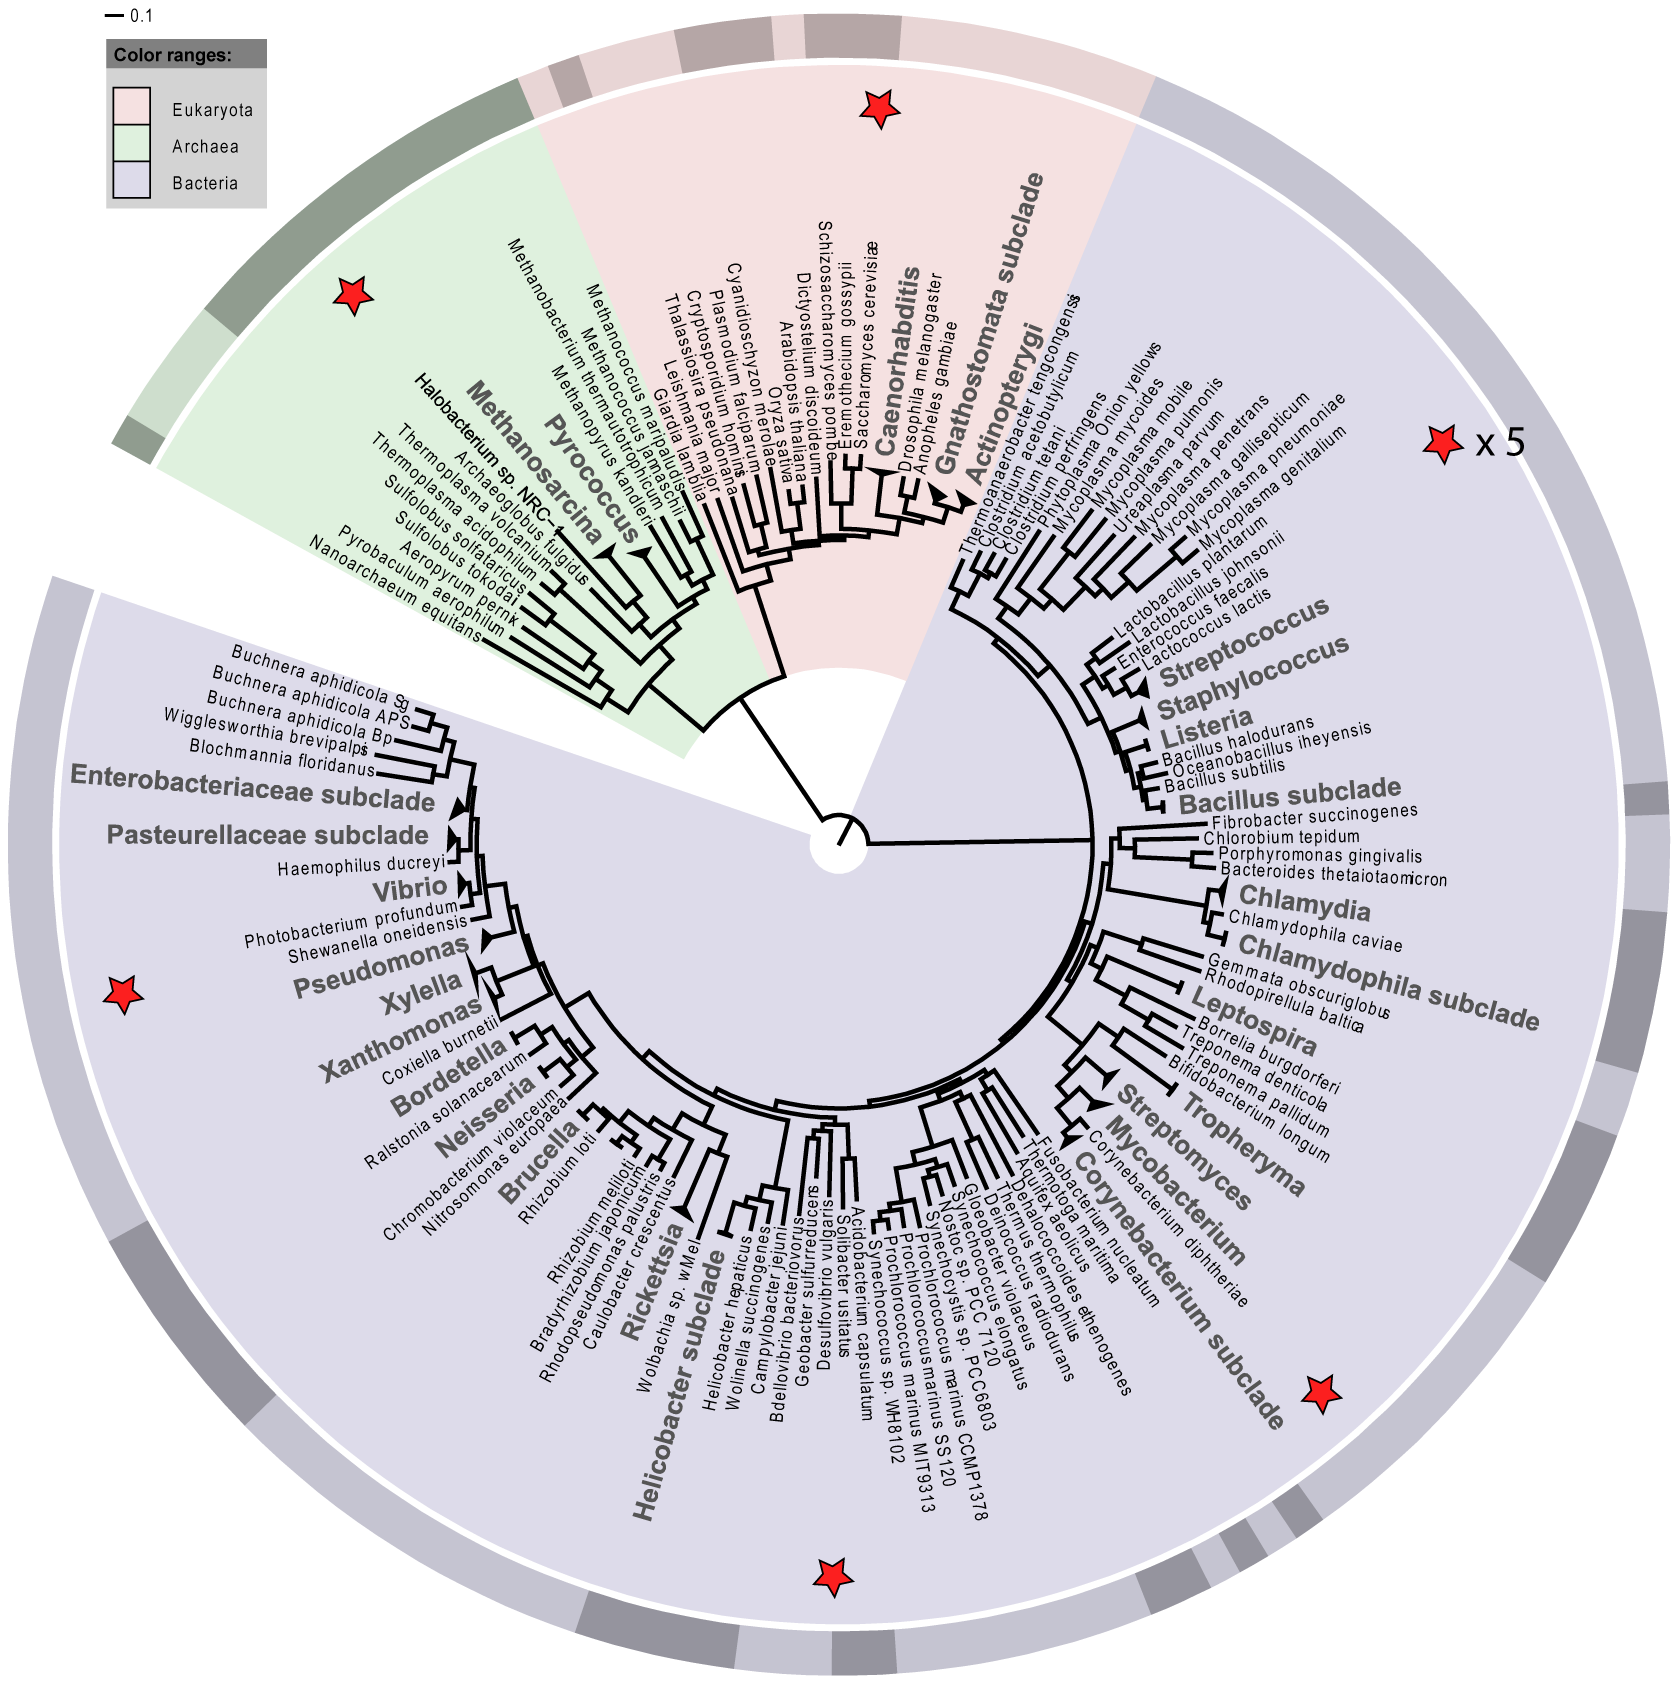 0.1
Color ranges:
Eukaryota
Archaea
Bacteria
x 5
Nanoarchaeum equitans
Pyrobaculum aerophilum
Aeropyrum pernix
Sulfolobus tokodaii
Sulfolobus solfataricus
Thermoplasma acidophilum
Thermoplasma volcanium
Archaeoglobus fulgidus
Halobacterium sp. NRC-1
Methanosarcina
Pyrococcus
Methanopyrus kandleri
Methanobacterium thermautotrophicum
Methanococcus jannaschii
Methanococcus maripaludis
Giardia lamblia
Leishmania major
Thalassiosira pseudonana
Cryptosporidium hominis
Plasmodium falciparum
Cyanidioschyzon merolae
Oryza sativa
Arabidopsis thaliana
Dictyostelium discoideum
Schizosaccharomyces pombe
Eremothecium gossypii
Saccharomyces cerevisiae
Caenorhabditis
Drosophila melanogaster
Anopheles gambiae
Gnathostomata subclade
Actinopterygi
Thermoanaerobacter tengcongensis
Clostridium acetobutylicum
Clostridium tetani
Clostridium perfringens
Phytoplasma Onion yellows
Mycoplasma mycoides
Mycoplasma mobile
Mycoplasma pulmonis
Ureaplasma parvum
Mycoplasma penetrans
Mycoplasma gallisepticum
Mycoplasma pneumoniae
Mycoplasma genitalium
Lactobacillus plantarum
Lactobacillus johnsonii
Enterococcus faecalis
Lactococcus lactis
Streptococcus
Staphylococcus
Listeria
Bacillus halodurans
Oceanobacillus iheyensis
Bacillus subtilis
Bacillus subclade
Fibrobacter succinogenes
Chlorobium tepidum
Porphyromonas gingivalis
Bacteroides thetaiotaomicron
Chlamydia
Chlamydophila caviae
Chlamydophila subclade
Gemmata obscuriglobus
Rhodopirellula baltica
Leptospira
Borrelia burgdorferi
Treponema denticola
Treponema pallidum
Bifidobacterium longum
Tropheryma
Streptomyces
Mycobacterium
Corynebacterium diphtheriae
Corynebacterium subclade
Fusobacterium nucleatum
Thermotoga maritima
Aquifex aeolicus
Dehalococcoides ethenogenes
Thermus thermophilus
Deinococcus radiodurans
Gloeobacter violaceus
Synechococcus elongatus
Nostoc sp. PCC 7120
Synechocystis sp. PCC6803
Prochlorococcus marinus CCMP1378
Prochlorococcus marinus SS120
Prochlorococcus marinus MIT9313
Synechococcus sp. WH8102
Acidobacterium capsulatum
Solibacter usitatus
Desulfovibrio vulgaris
Geobacter sulfurreducens
Bdellovibrio bacteriovorus
Campylobacter jejuni
Wolinella succinogenes
Helicobacter hepaticus
Helicobacter subclade
Wolbachia sp. wMel
Rickettsia
Caulobacter crescentus
Rhodopseudomonas palustris
Bradyrhizobium japonicum
Rhizobium meliloti
Rhizobium loti
Brucella
Nitrosomonas europaea
Chromobacterium violaceum
Neisseria
Ralstonia solanacearum
Bordetella
Coxiella burnetii
Xanthomonas
Xylella
Pseudomonas
Shewanella oneidensis
Photobacterium profundum
Vibrio
Haemophilus ducreyi
Pasteurellaceae subclade
Enterobacteriaceae subclade
Blochmannia floridanus
Wigglesworthia brevipalpis
Buchnera aphidicola Bp
Buchnera aphidicola APS
Buchnera aphidicola Sg